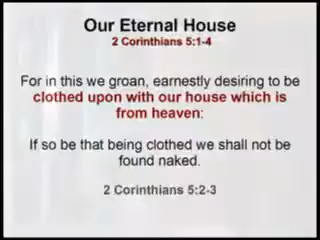 Our Eternal House
2 Corinthians 5:1-4
For in this we groan, earnestly desiring to be
clothed upon with our house which is
from heaven:
If so be that being clothed we shall not be
found naked.
2 Corinthians 5:2-3